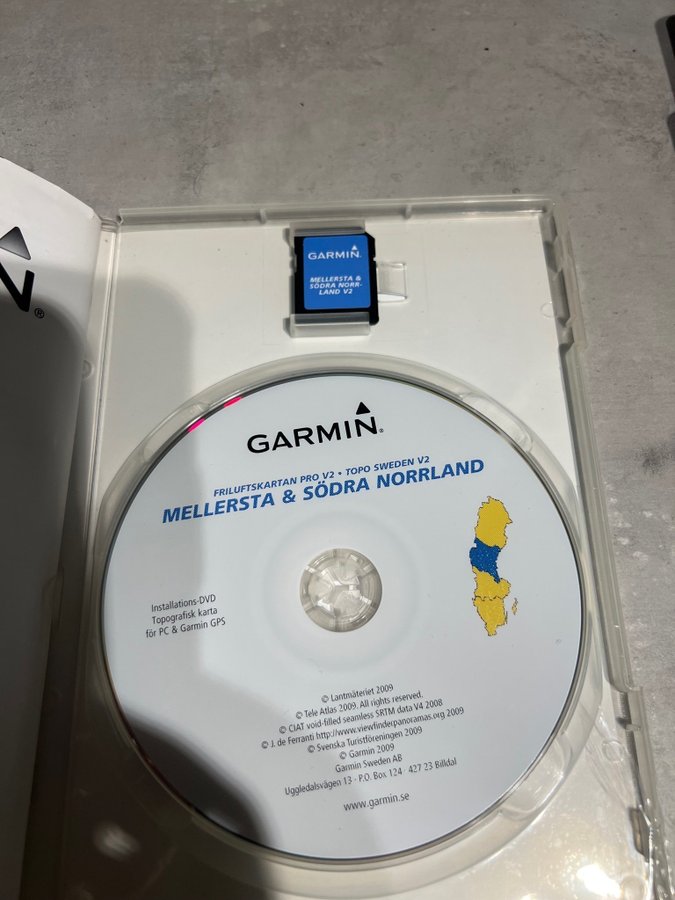 N®
GARMIN
MELLERSTA &
SÖDRA NORR-
LAND V2
GARMIN®
FRILUFTSKARTAN PRO V2 • TOPO SWEDEN V2
MELLERSTA & SÖDRA NORRLAND
Installations-DVD
Topografisk karta
för PC & Garmin GPS
© Lantmäteriet 2009
© Tele Atlas 2009. All rights reserved.
© CIAT void-filled seamless SRTM data V4 2008
© J. de Ferranti http://www.viewfinderpanoramas.org 2009
© Svenska Turistföreningen 2009
© Garmin 2009
Garmin Sweden AB
Uggledalsvägen 13 · P.O. Box 124 · 427 23 Billdal
www.garmin.se